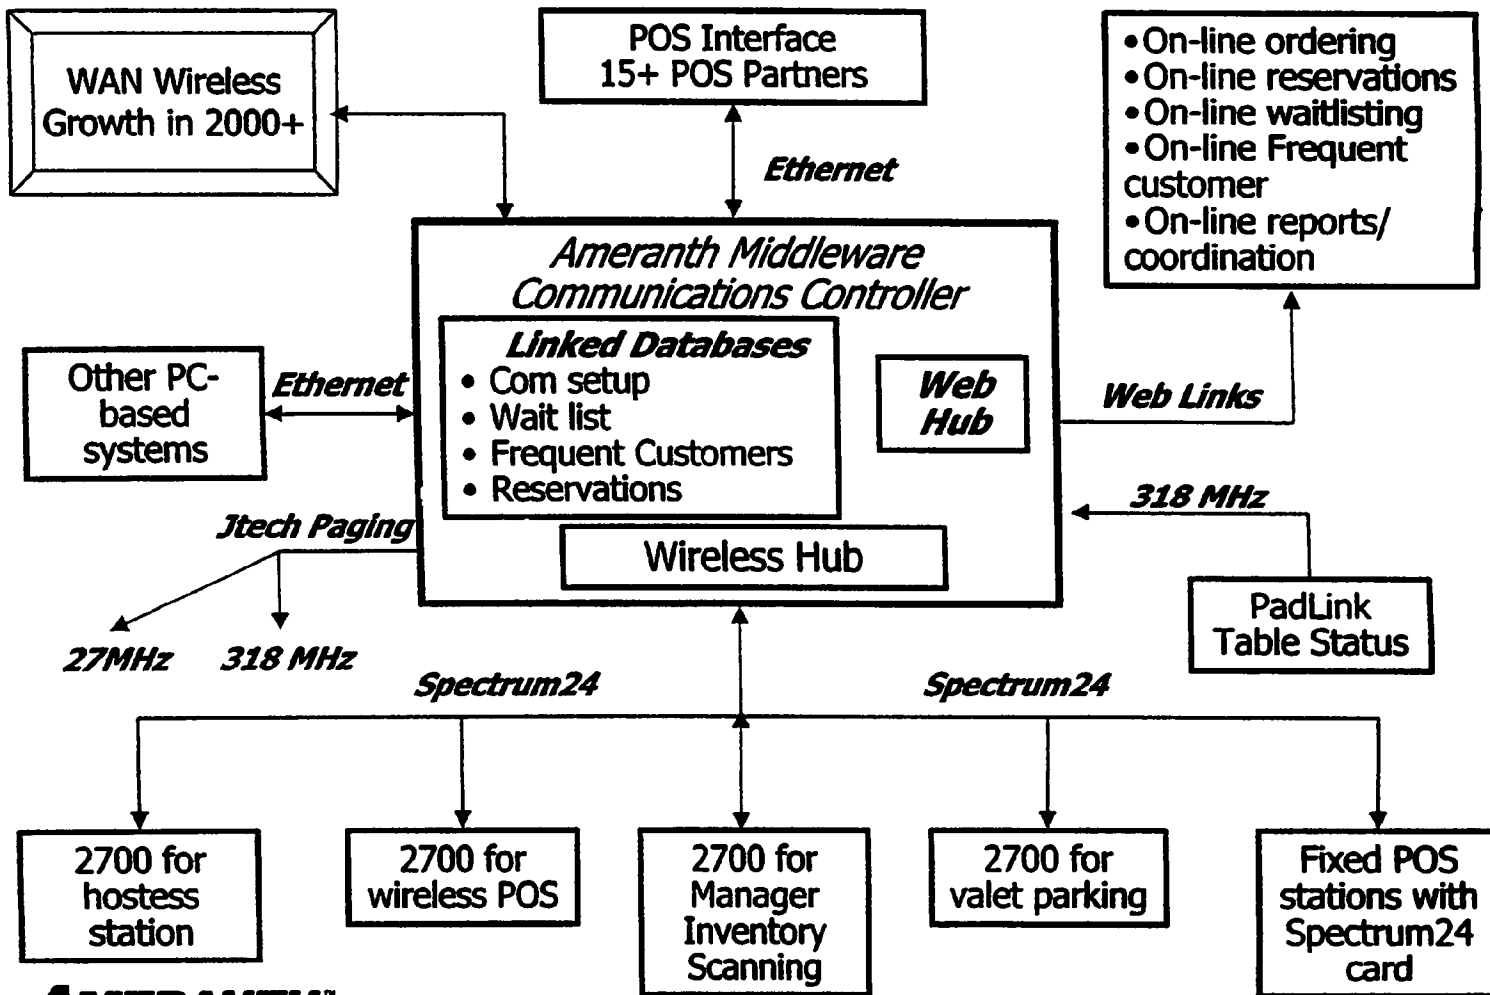 WAN Wireless
Growth in 2000+
POS Interface
15+ POS Partners
•On-line ordering
•On-line reservations
•On-line waitlisting
•On-line Frequent
customer
•On-line reports/
coordination
Ethernet
Ameranth Middleware
Communications Controller
Linked Databases
• Com setup
• Wait list
• Frequent Customers
• Reservations
Web
Hub
Wireless Hub
Other PC-
based
systems
Ethernet
Web Links
Jtech Paging
27MHz
318 MHz
318 MHz
PadLink
Table Status
Spectrum24
Spectrum24
2700 for
hostess
station
2700 for
wireless POS
2700 for
Manager
Inventory
Scanning
2700 for
valet parking
Fixed POS
stations with
Spectrum24
card